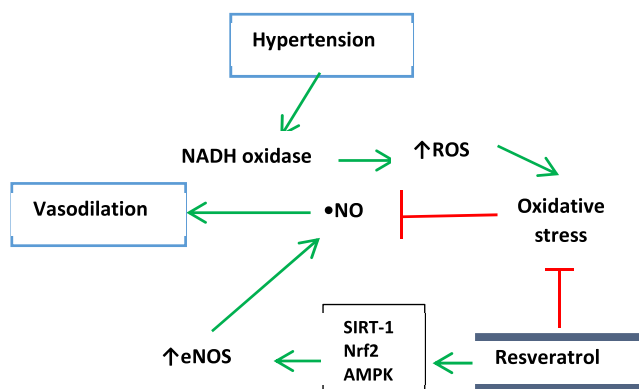 Hypertension
NADH oxidase
↑ROS
Vasodilation
•NO
Oxidative
stress
SIRT-1
Nrf2
AMPK
↑eNOS
Resveratrol